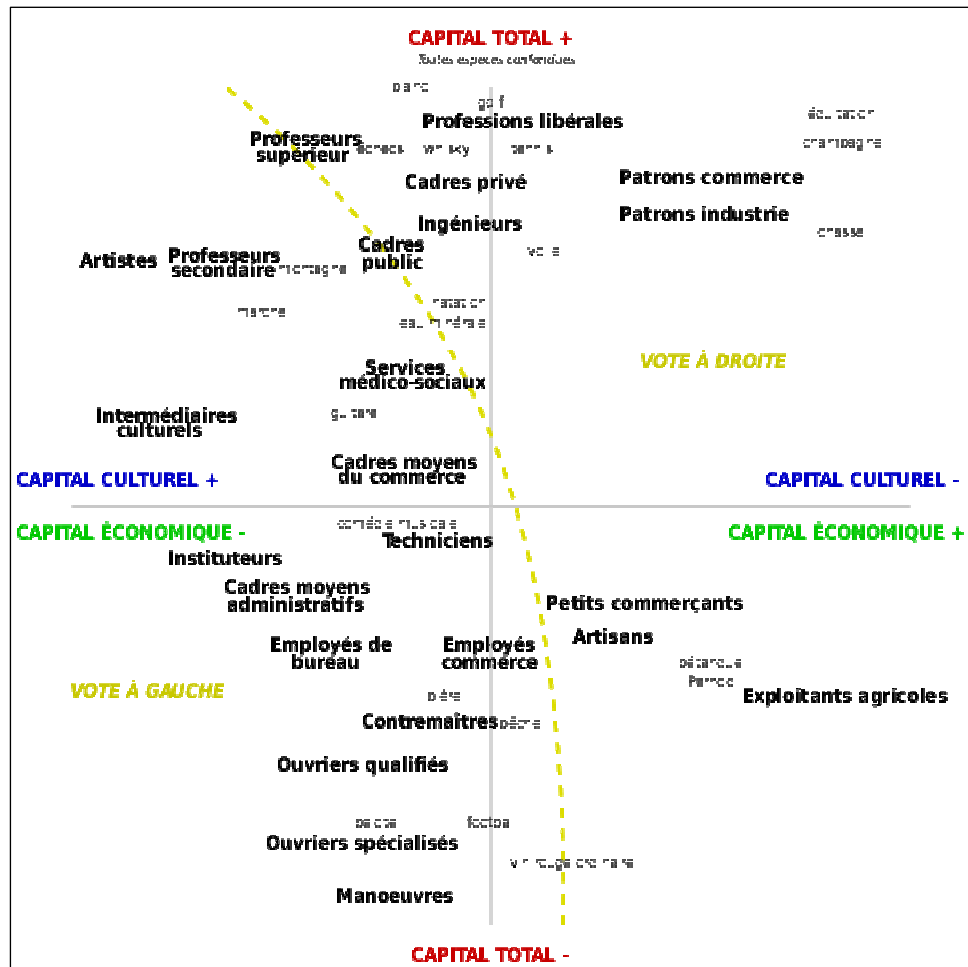 CAPITAL TOTAL +
Toutes espèces confondues
piano
golf
équitation
Professions libérales
Professeurs
supérieur
échecs
whisky
tennis
champagne
Cadres privé
Patrons commerce
Patrons industrie
Ingénieurs
chasse
Cadres
public
voile
Artistes
Professeurs
secondaire
montagne
natation
marche
eau minérale
VOTE À DROITE
Services
médico-sociaux
Intermédiaires
culturels
guitare
Cadres moyens
du commerce
CAPITAL CULTUREL +
CAPITAL CULTUREL -
CAPITAL ÉCONOMIQUE -
CAPITAL ÉCONOMIQUE +
comédie musicale
Techniciens
Instituteurs
Cadres moyens
administratifs
Petits commerçants
Artisans
Employés de
bureau
Employés
commerce
pétanque
Pernod
VOTE À GAUCHE
bière
Exploitants agricoles
Contremaîtres
pêche
Ouvriers qualifiés
belote
football
Ouvriers spécialisés
vin rouge ordinaire
Manoeuvres
CAPITAL TOTAL -